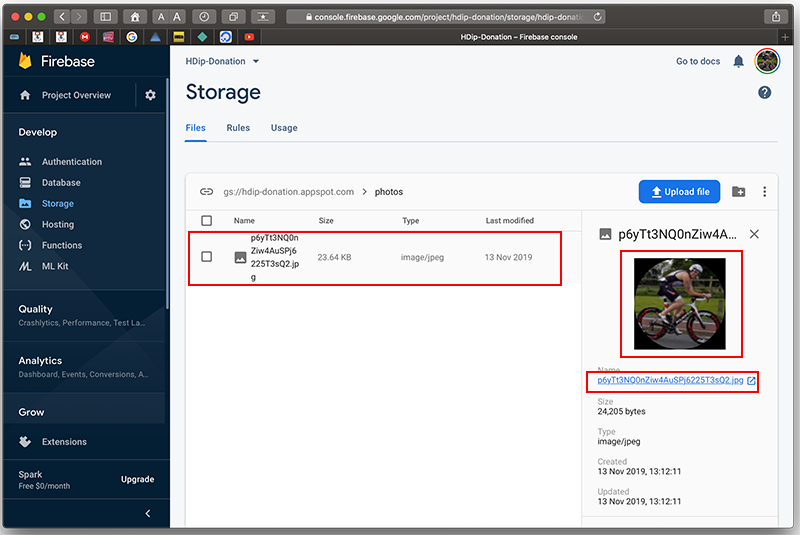 console.firebase.google.com/project/hdip-donation/storage/hdip-donation
HDip-Donation – Firebase console
Firebase
Project Overview
Develop
Authentication
Database
Storage
Hosting
Functions
ML Kit
Quality
Crashlytics, Performance, Test La...
Analytics
Dashboard, Events, Conversions, A...
Grow
Extensions
Spark
Free $0/month
Upgrade
HDip-Donation
Go to docs
Storage
Files Rules Usage
gs://hdip-donation.appspot.com > photos
Upload file
Name Size Type Last modified
p6yTt3NQ0n
Ziw4AuSPj6
225T3sQ2.jp
g
23.64 KB image/jpeg 13 Nov 2019
p6yTt3NQ0nZiw4A...
Name
p6yTt3NQ0nZiw4AuSPj6225T3sQ2.jpg
Size
24,205 bytes
Type
image/jpeg
Created
13 Nov 2019, 13:12:11
Updated
13 Nov 2019, 13:12:11